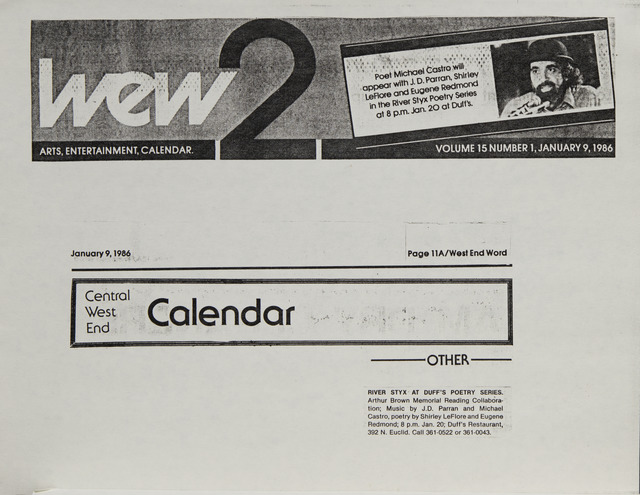 wew 2
Poet Michael Castro will
appear with J.D. Parran, Shirley
LeFlore and Eugene Redmond
in the River Styx Poetry Series
at 8 p.m. Jan. 20 at Duff's.
ARTS, ENTERTAINMENT, CALENDAR.
VOLUME 15 NUMBER 1, JANUARY 9, 1986
January 9, 1986
Page 11A/West End Word
Central
West
End
Calendar
OTHER
RIVER STYX AT DUFF'S POETRY SERIES.
Arthur Brown Memorial Reading Collabora-
tion; Music by J.D. Parran and Michael
Castro, poetry by Shirley LeFlore and Eugene
Redmond; 8 p.m. Jan. 20; Duff's Restaurant,
392 N. Euclid. Call 361-0522 or 361-0043.